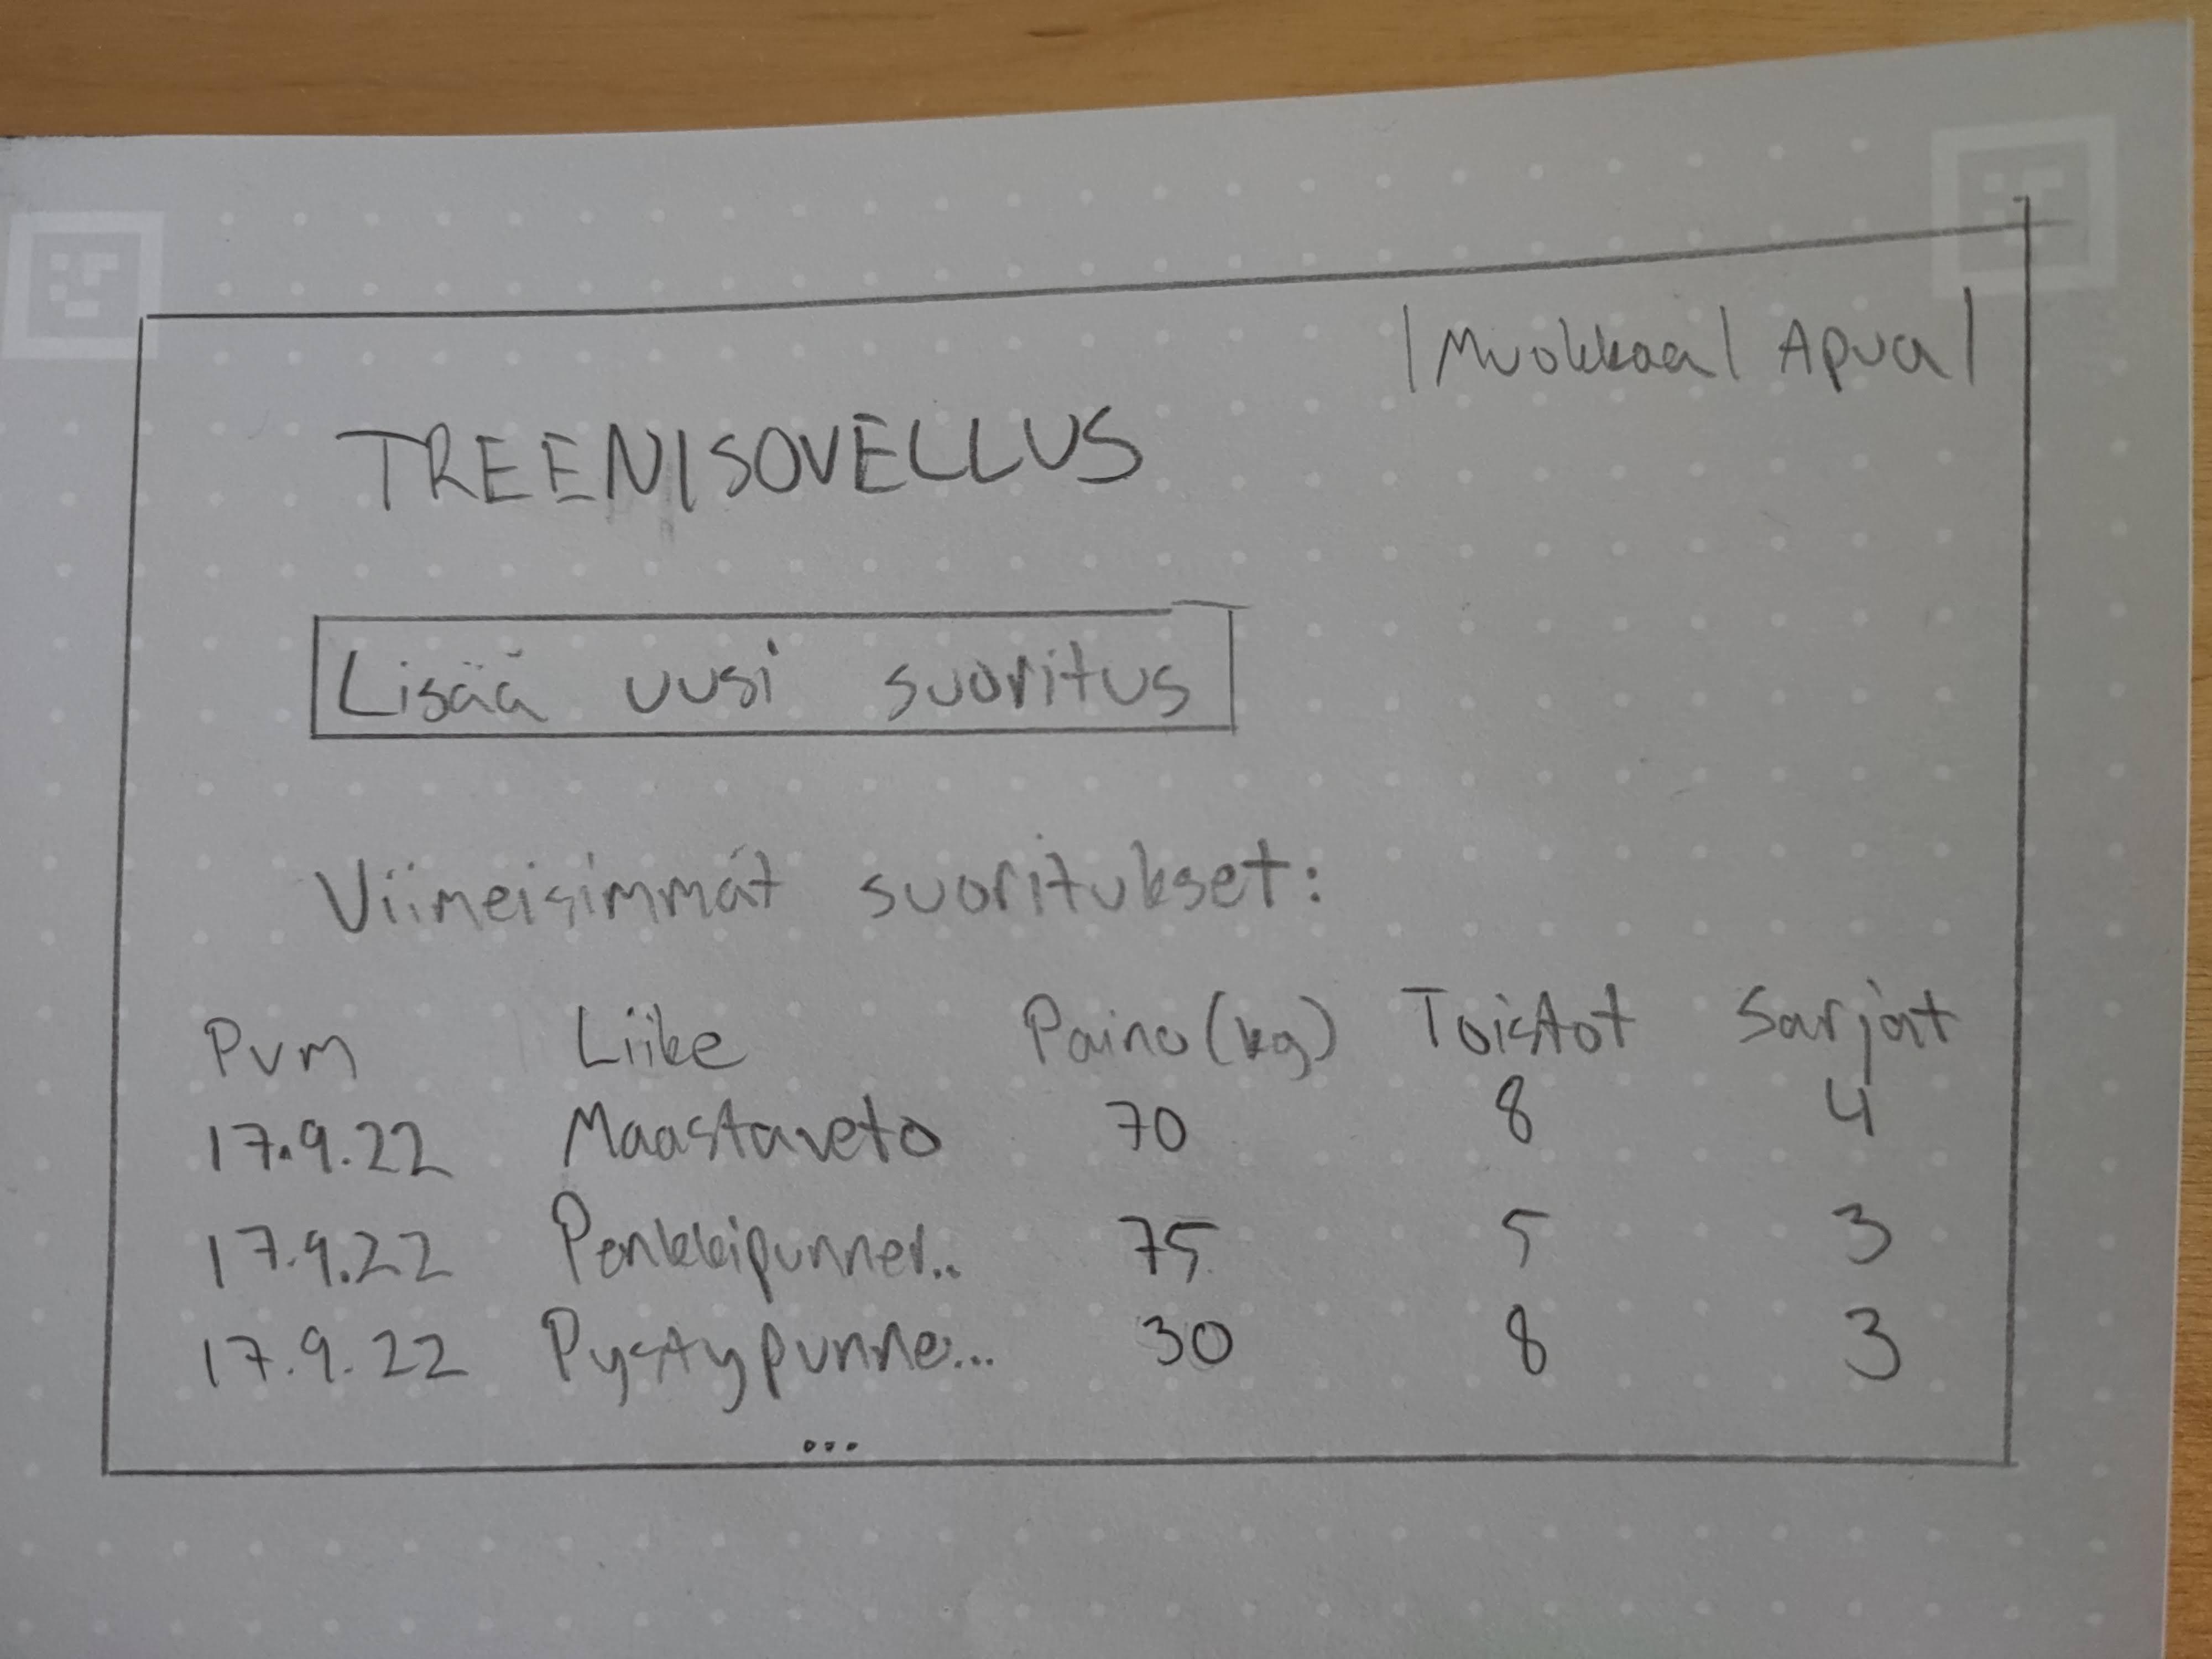 | Muokkaa | Apua |
TREENISOVELLUS
Lisää uusi suoritus
Viimeisimmät suoritukset:
Pvm Liike Paino (kg) Toistot Sarjat
17.9.22 Maastaveto 70 8 4
17.9.22 Penkkipunner.. 75 5 3
17.9.22 Pystypunne... 30 8 3
...